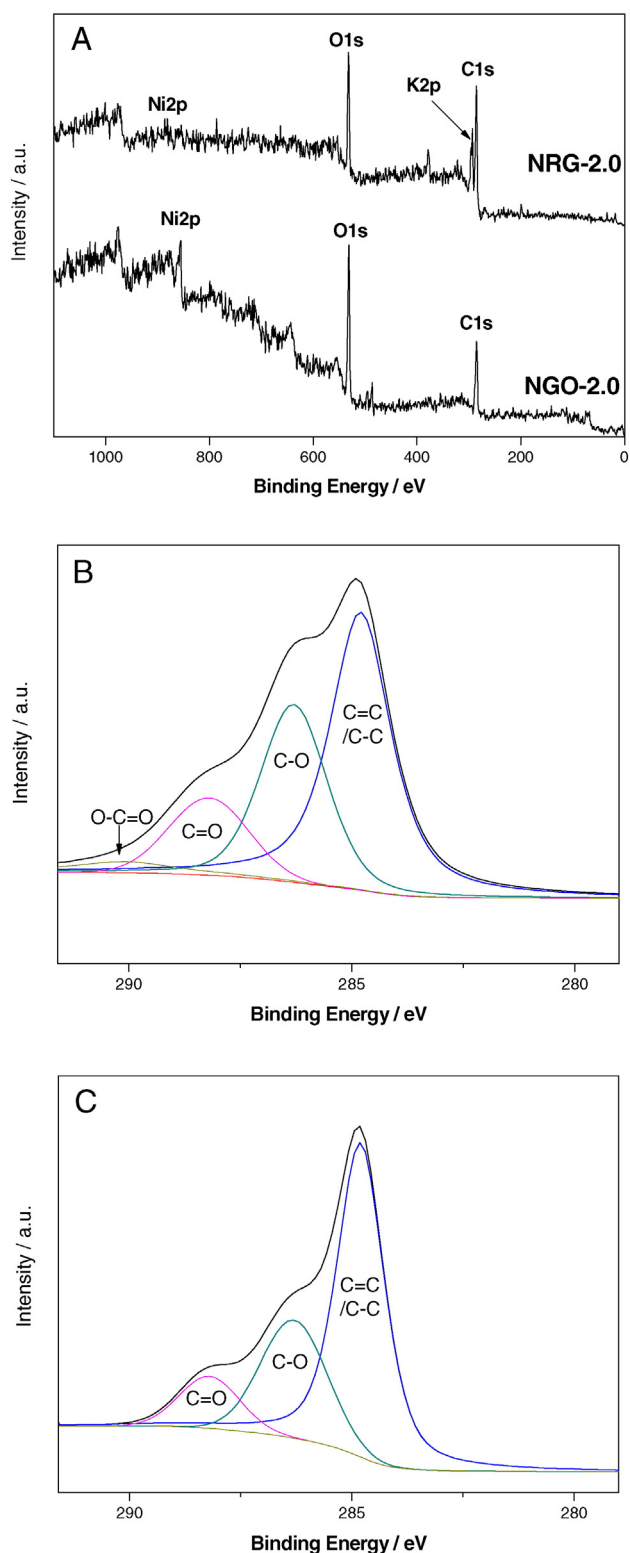 A
O1s
C1s
K2p
Ni2p
NRG-2.0
Ni2p
O1s
C1s
NGO-2.0
Intensity / a.u.
1000 800 600 400 200 0
Binding Energy / eV
B
C=C
/C-C
C-O
O-C=O
C=O
Intensity / a.u.
290 285 280
Binding Energy / eV
C
C=C
/C-C
C-O
C=O
Intensity / a.u.
290 285 280
Binding Energy / eV